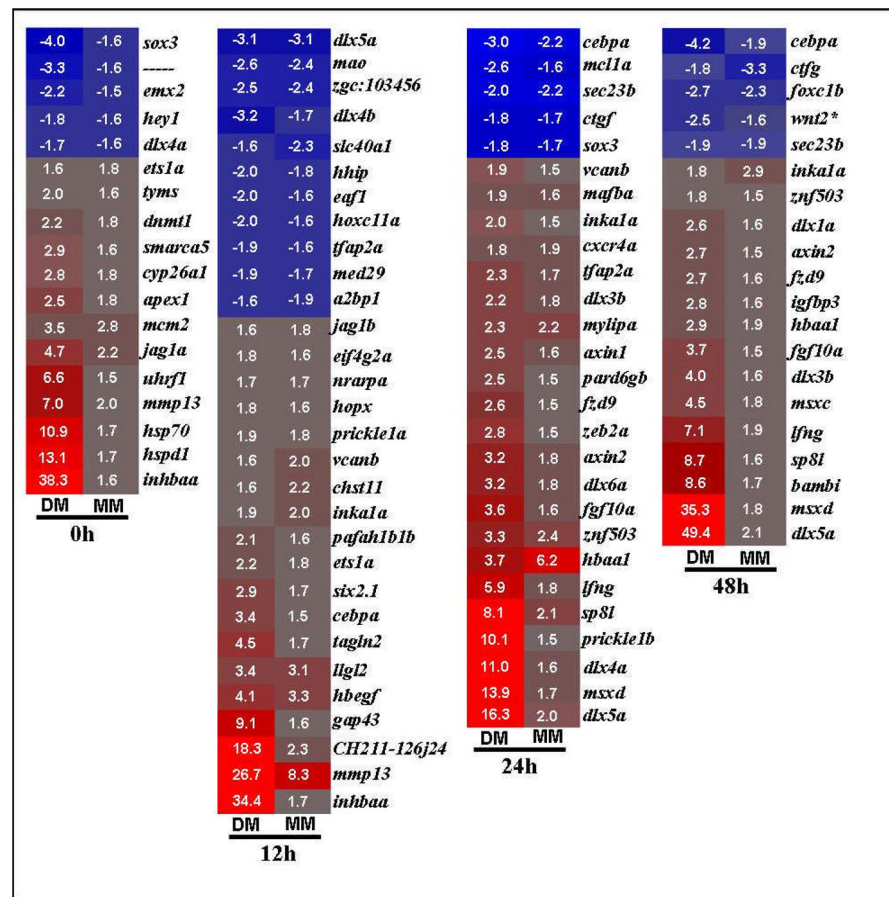 -4.0 -1.6 sox3
-3.3 -1.6 -----
-2.2 -1.5 emx2
-1.8 -1.6 hey1
-1.7 -1.6 dlx4a
1.6 1.8 ets1a
2.0 1.6 tyms
2.2 1.8 dnmt1
2.9 1.6 smarca5
2.8 1.8 cyp26a1
2.5 1.8 apex1
3.5 2.8 mcm2
4.7 2.2 jag1a
6.6 1.5 uhrf1
7.0 2.0 mmp13
10.9 1.7 hsp70
13.1 1.7 hspd1
38.3 1.6 inhbaa
DM MM
0h
-3.1 -3.1 dlx5a
-2.6 -2.4 mao
-2.5 -2.4 zgc:103456
-3.2 -1.7 dlx4b
-1.6 -2.3 slc40a1
-2.0 -1.8 hhip
-2.0 -1.6 eaf1
-2.0 -1.6 hoxc11a
-1.9 -1.6 tfap2a
-1.9 -1.7 med29
-1.6 -1.9 a2bp1
1.6 1.8 jag1b
1.8 1.6 eif4g2a
1.7 1.7 nrarpa
1.8 1.6 hopx
1.9 1.8 prickle1a
1.6 2.0 vcanb
1.6 2.2 chst11
1.9 2.0 inka1a
2.1 1.6 pafah1b1b
2.2 1.8 ets1a
2.9 1.7 six2.1
3.4 1.5 cebpa
4.5 1.7 tagln2
3.4 3.1 llgl2
4.1 3.3 hbegf
9.1 1.6 gap43
18.3 2.3 CH211-126j24
26.7 8.3 mmp13
34.4 1.7 inhbaa
DM MM
12h
-3.0 -2.2 cebpa
-2.6 -1.6 mcl1a
-2.0 -2.2 sec23b
-1.8 -1.7 ctgf
-1.8 -1.7 sox3
1.9 1.5 vcanb
1.9 1.6 mafba
2.0 1.5 inka1a
1.8 1.9 cxcr4a
2.3 1.7 tfap2a
2.2 1.8 dlx3b
2.3 2.2 mylipa
2.5 1.6 axin1
2.5 1.5 pard6gb
2.6 1.5 fzd9
2.8 1.5 zeb2a
3.2 1.8 axin2
3.2 1.8 dlx6a
3.6 1.6 fgf10a
3.3 2.4 znf503
3.7 6.2 hbaa1
5.9 1.8 lfng
8.1 2.1 sp8l
10.1 1.5 prickle1b
11.0 1.6 dlx4a
13.9 1.7 msxd
16.3 2.0 dlx5a
DM MM
24h
-4.2 -1.9 cebpa
-1.8 -3.3 ctfg
-2.7 -2.3 foxc1b
-2.5 -1.6 wnt2*
-1.9 -1.9 sec23b
1.8 2.9 inka1a
1.8 1.5 znf503
2.6 1.6 dlx1a
2.7 1.5 axin2
2.7 1.6 fzd9
2.8 1.6 igfbp3
2.9 1.9 hbaa1
3.7 1.5 fgf10a
4.0 1.6 dlx3b
4.5 1.8 msxc
7.1 1.9 lfng
8.7 1.6 sp8l
8.6 1.7 bambi
35.3 1.8 msxd
49.4 2.1 dlx5a
DM MM
48h